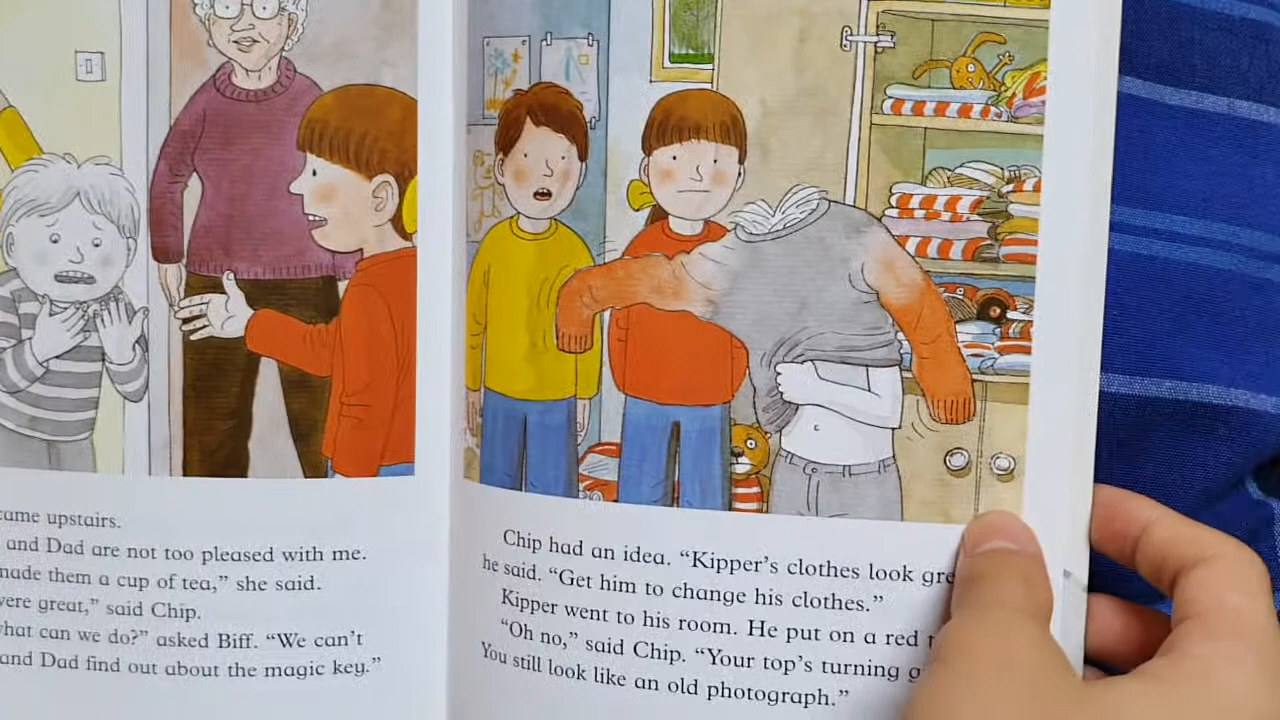 came upstairs.
and Dad are not too pleased with me.
made them a cup of tea,” she said.
were great,” said Chip.
what can we do?” asked Biff. “We can’t
and Dad find out about the magic key.”
Chip had an idea. “Kipper’s clothes look
he said. “Get him to change his clothes.”
Kipper went to his room. He put on a red
“Oh no,” said Chip. “Your top’s turning
You still look like an old photograph.”